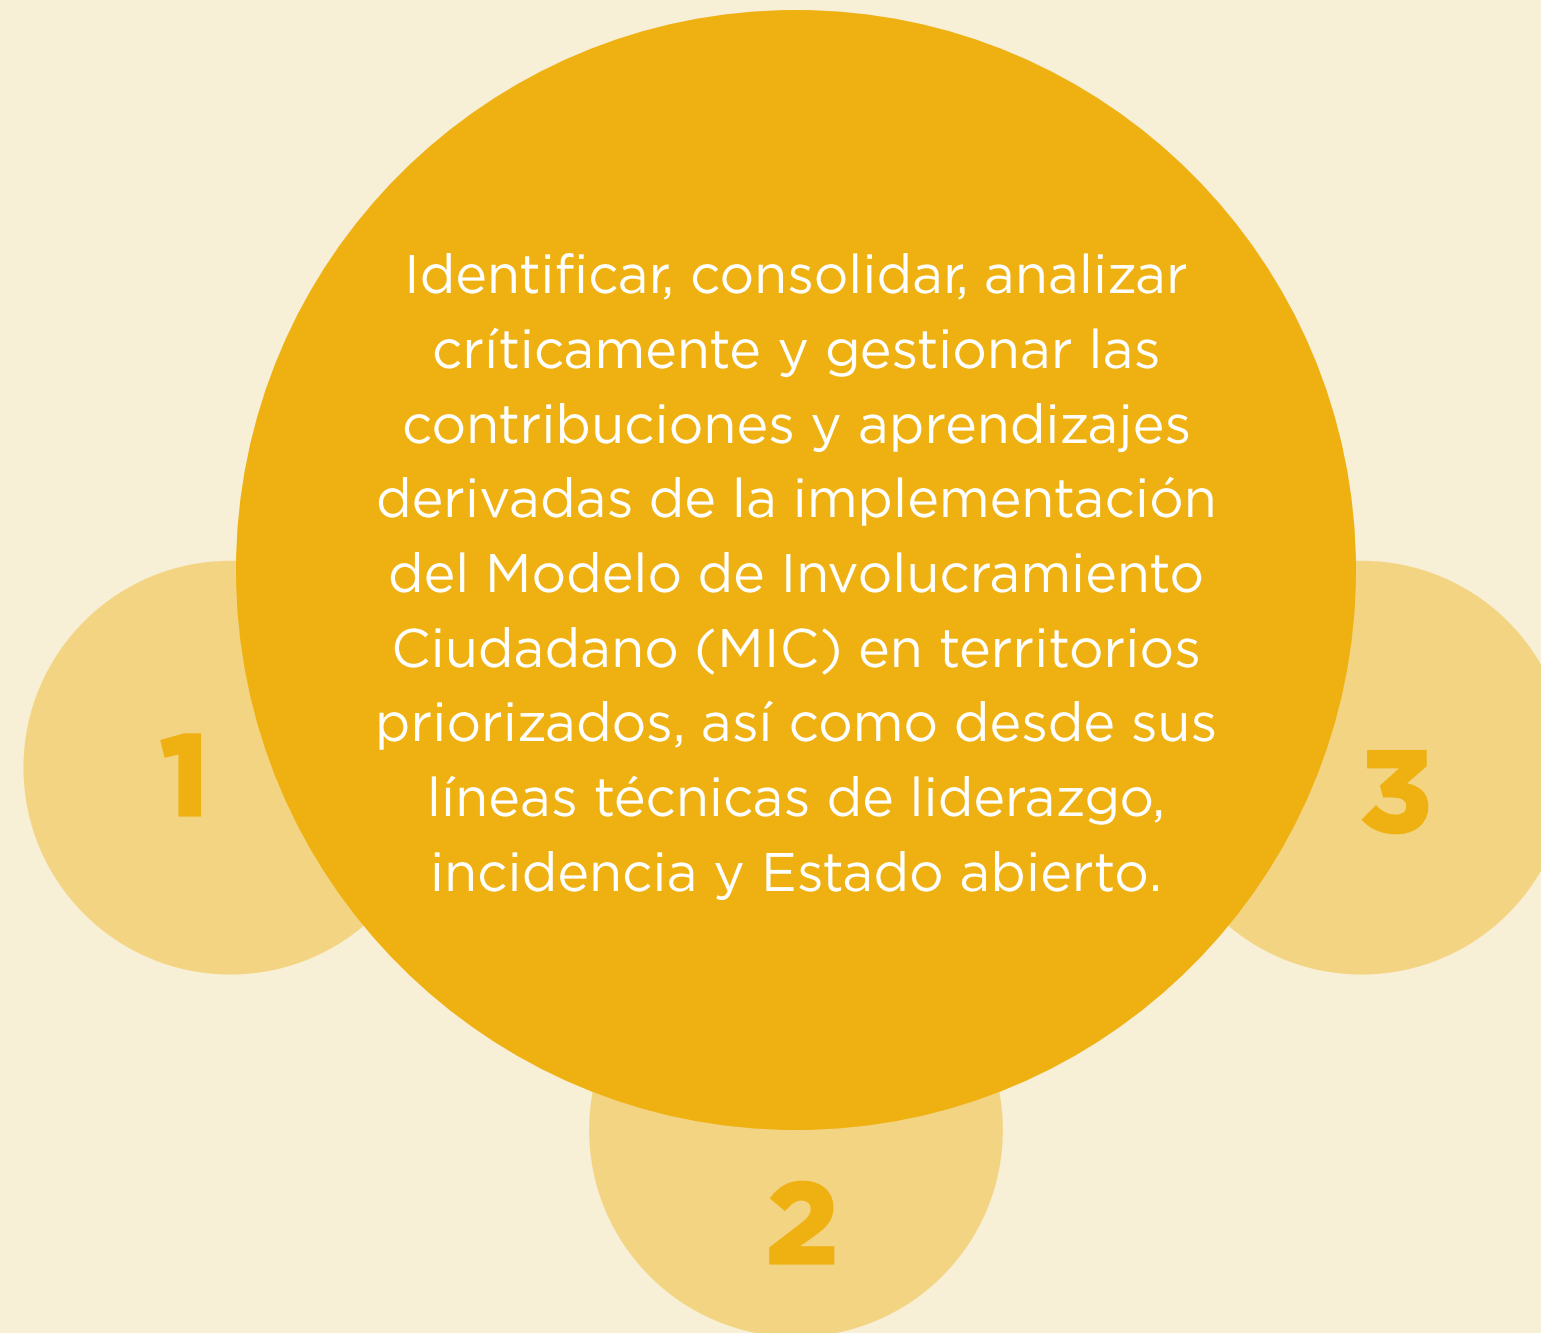 Identificar, consolidar, analizar
críticamente y gestionar las
contribuciones y aprendizajes
derivadas de la implementación
del Modelo de Involucramiento
Ciudadano (MIC) en territorios
priorizados, así como desde sus
líneas técnicas de liderazgo,
incidencia y Estado abierto.
1
2
3